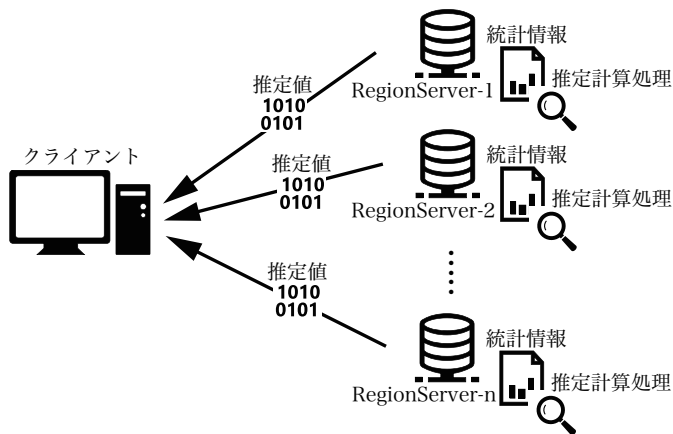 統計情報
推定計算処理
RegionServer-1
推定値
1010
0101
クライアント
統計情報
推定計算処理
RegionServer-2
推定値
1010
0101
推定値
1010
0101
統計情報
推定計算処理
RegionServer-n